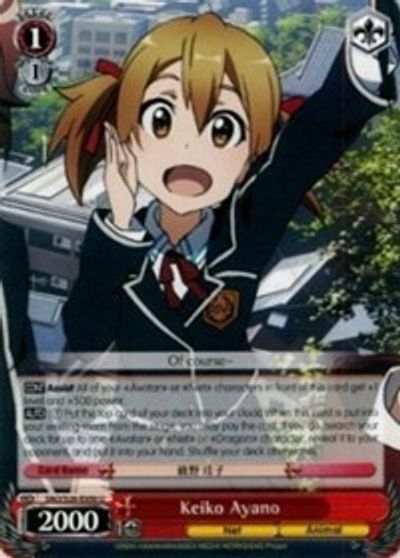 LEVEL
1
1
Of course~
CONT Assist All of your «Avatar» or «Net» characters in front of this card get +1
level and +500 power.
AUTO (1) Put the top card of your deck into your clock When this card is put into
your waiting room from the stage, you may pay the cost. If you do, search your
deck for up to one «Avatar» or «Net» or «Dragon» character, reveal it to your
opponent, and put it into your hand. Shuffle your deck afterwards.
Card Name
綾野 珪子
2000
Keiko Ayano
Net
Animal